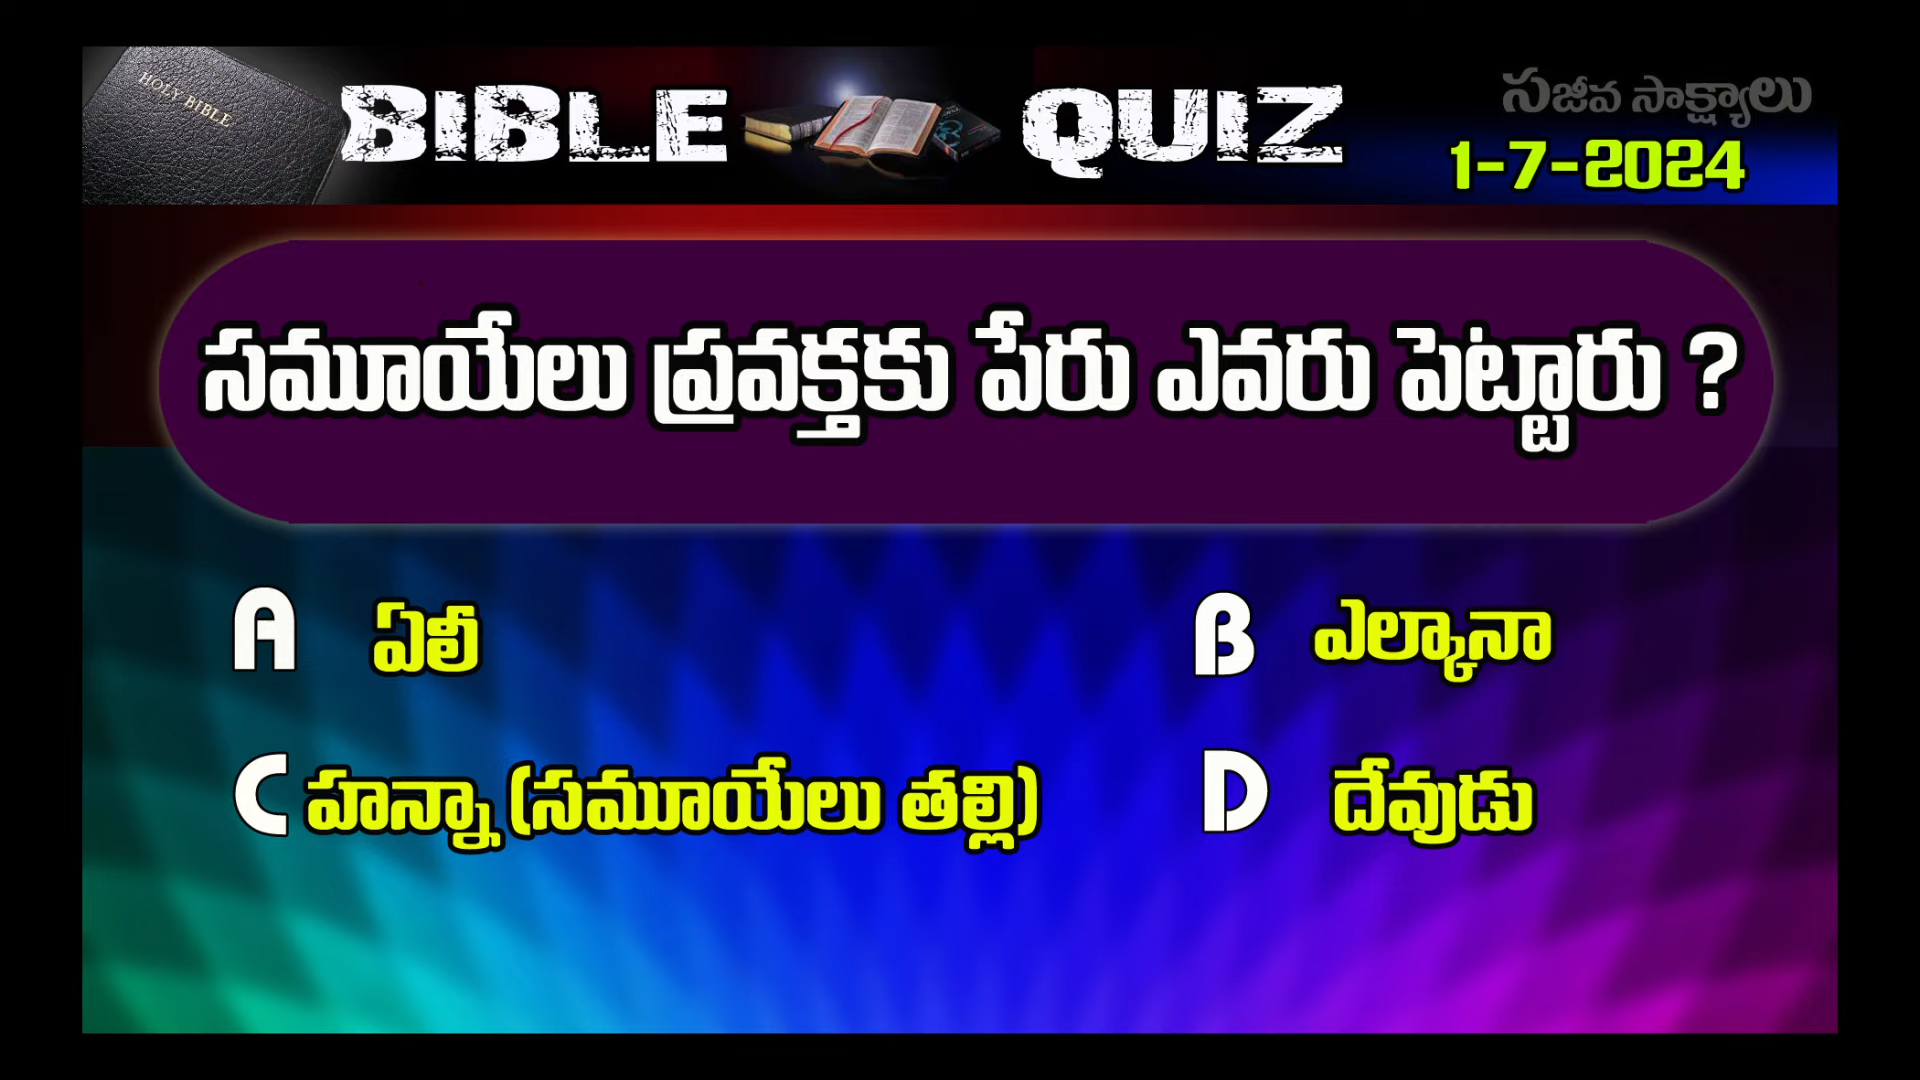 HOLY BIBLE
BIBLE QUIZ
సజీవ సాక్ష్యాలు
1-7-2024
సమూయేలు ప్రవక్తకు పేరు ఎవరు పెట్టారు ?
A ఏలీ
B ఎల్కానా
C హన్నా (సమూయేలు తల్లి)
D దేవుడు